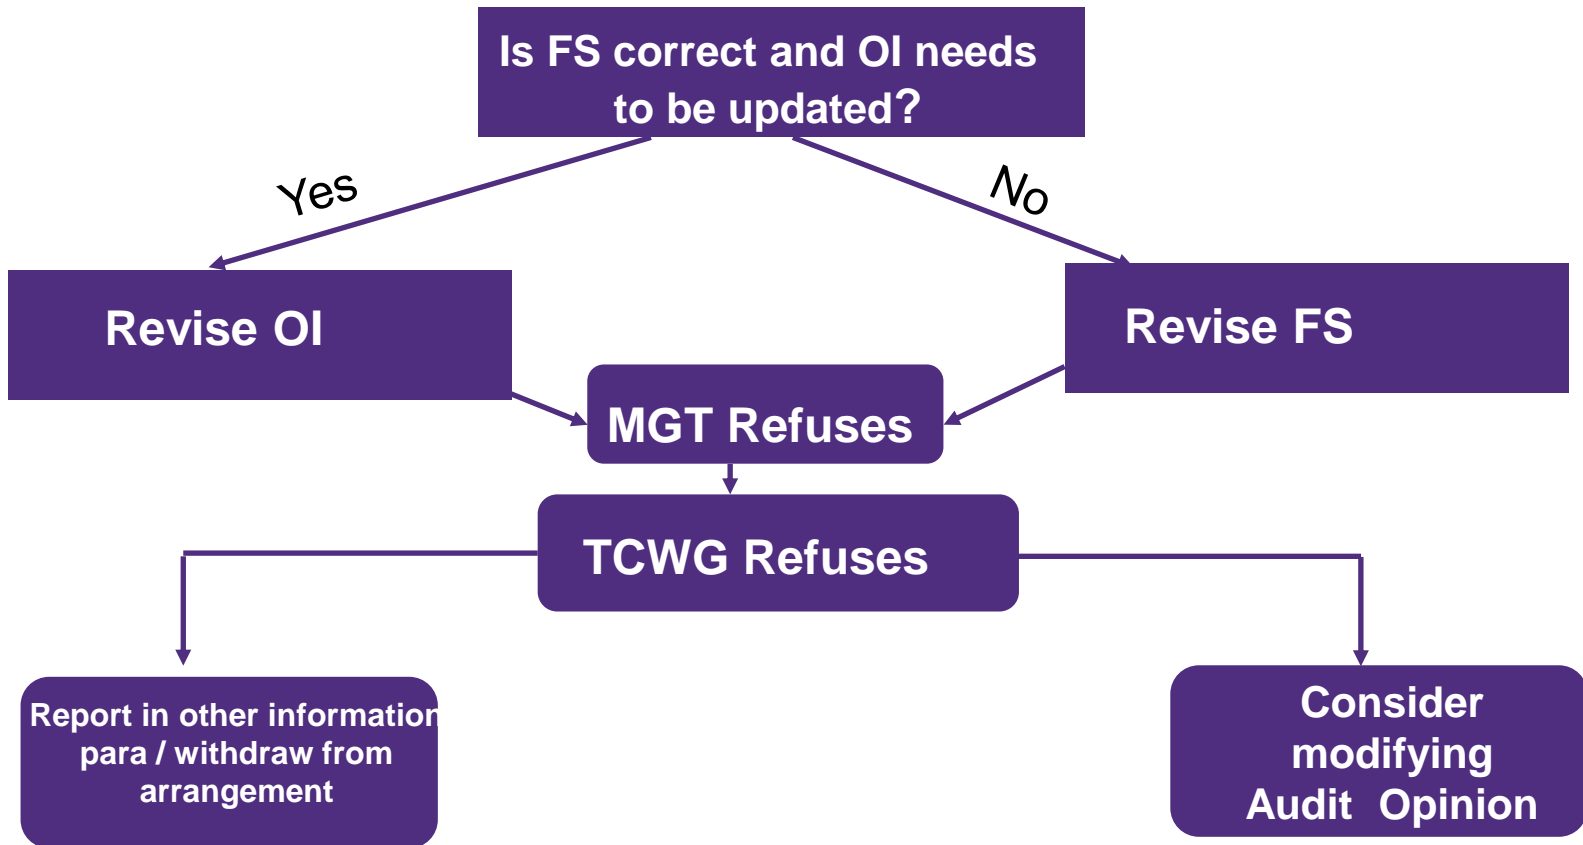 Is FS correct and OI needs
to be updated?
Yes
No
Revise OI
Revise FS
MGT Refuses
TCWG Refuses
Report in other information
para / withdraw from
arrangement
Consider
modifying
Audit Opinion